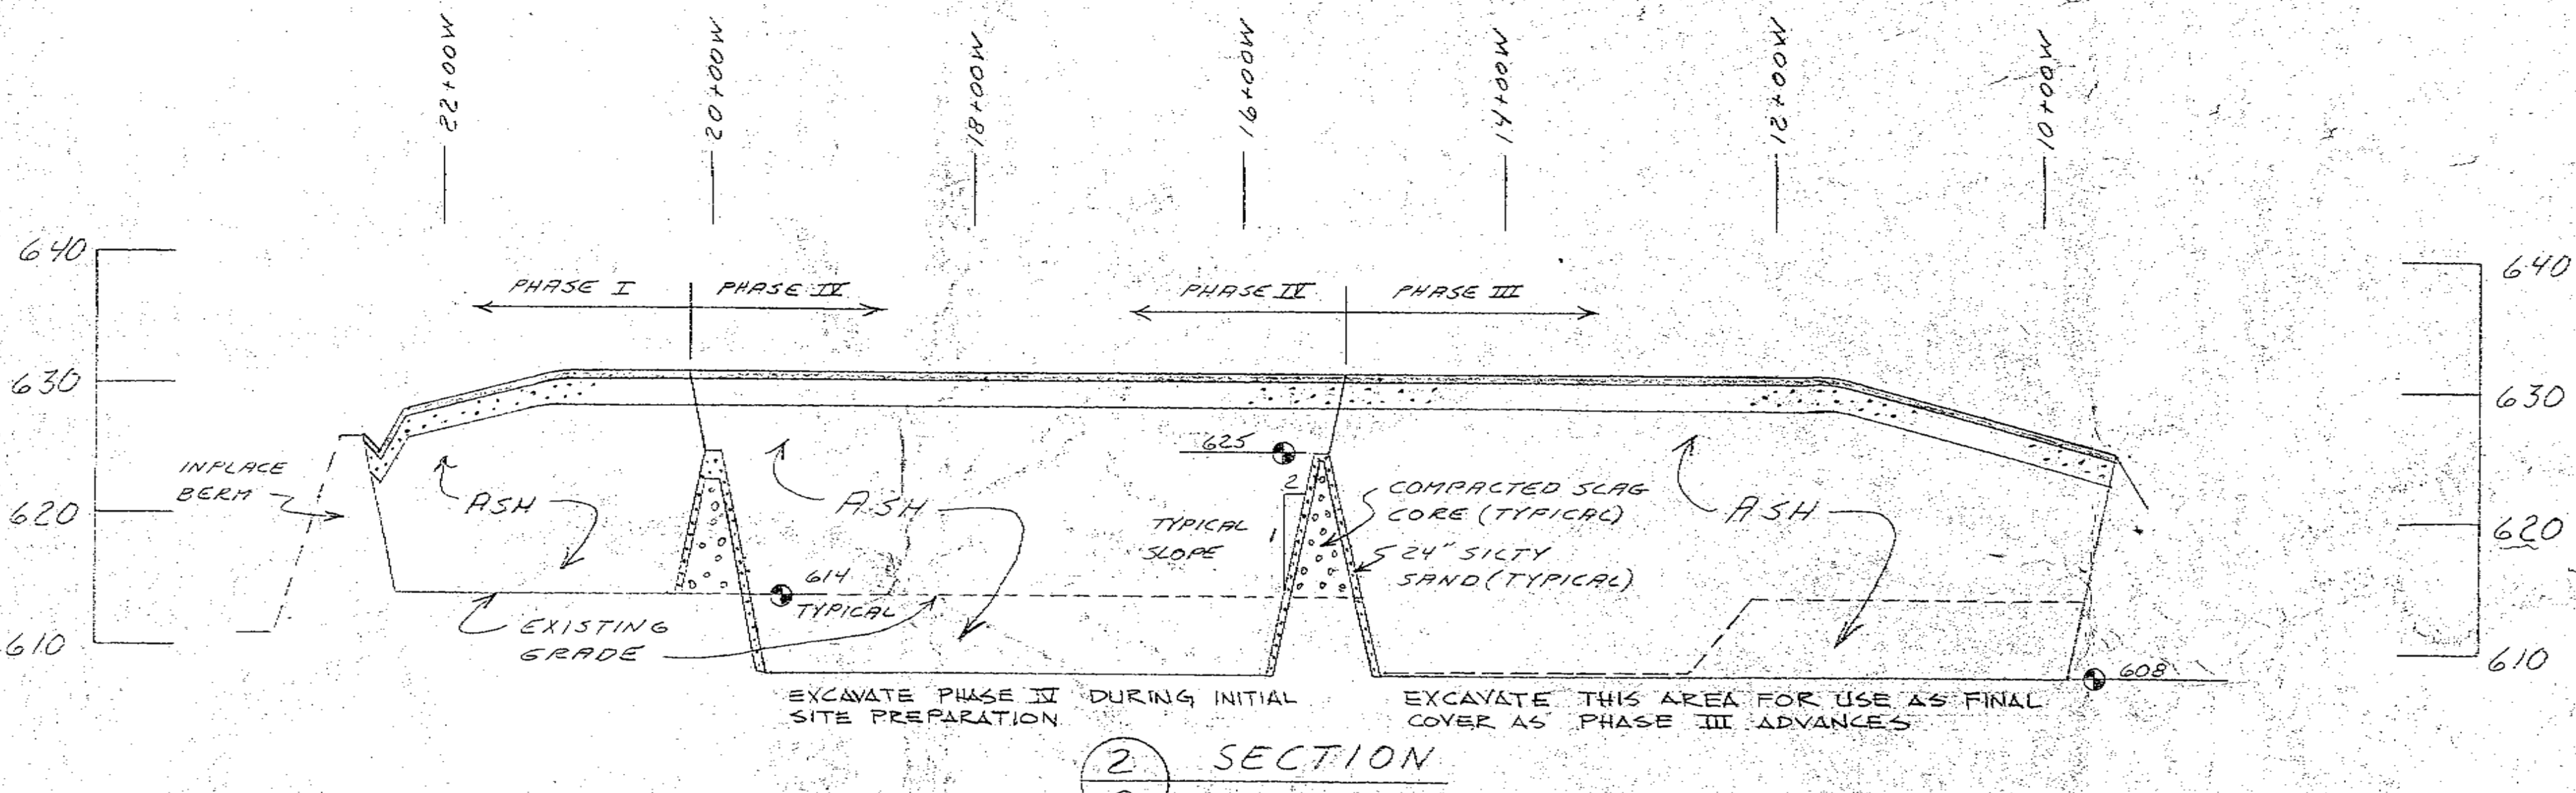 22+00W
20+00W
18+00W
16+00W
14+00W
12+00W
10+00W
640
640
PHASE I
PHASE IV
PHASE IV
PHASE III
630
630
625
INPLACE
BERM
ASH
ASH
2
COMPACTED SLAG
CORE (TYPICAL)
ASH
620
620
TYPICAL
SLOPE
24" SILTY
SAND (TYPICAL)
614
TYPICAL
EXISTING
GRADE
610
610
608
EXCAVATE PHASE IV DURING INITIAL
SITE PREPARATION
EXCAVATE THIS AREA FOR USE AS FINAL
COVER AS PHASE III ADVANCES
2 SECTION